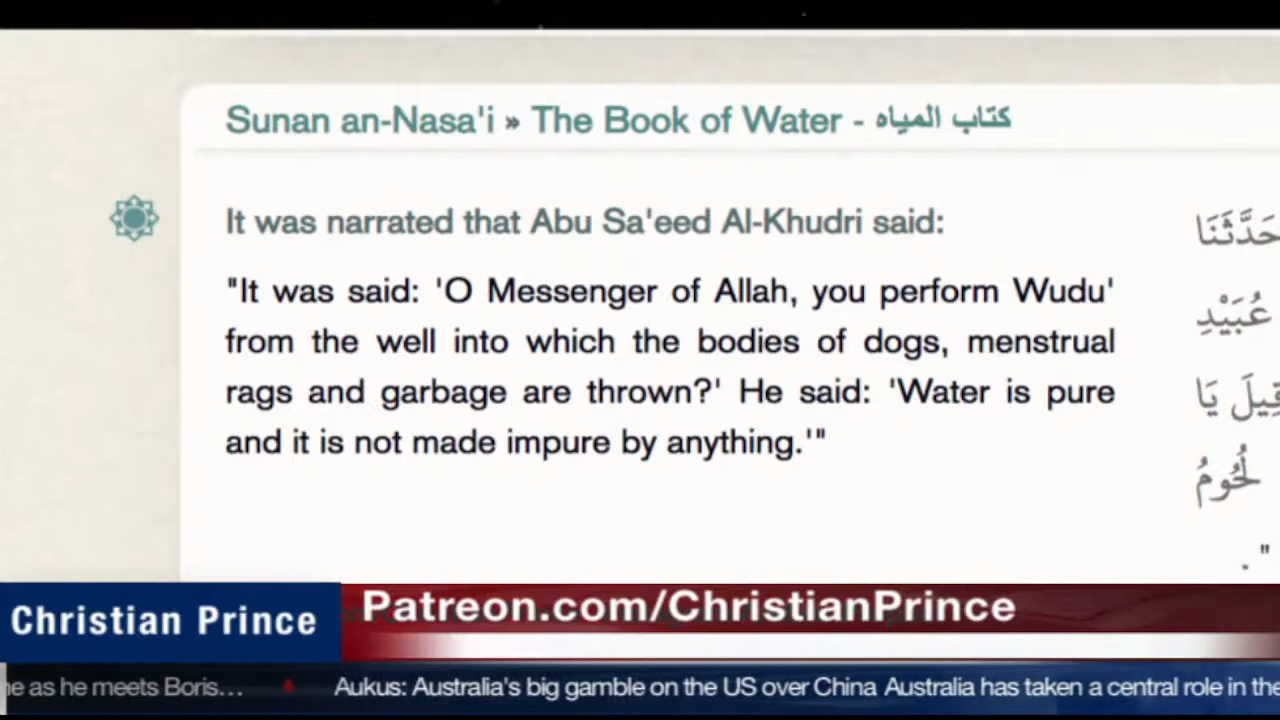 Sunan an-Nasa'i » The Book of Water - كتاب المياه
It was narrated that Abu Sa'eed Al-Khudri said:
حَدَّثَنَا
"It was said: 'O Messenger of Allah, you perform Wudu'
عُبَيْدِ
from the well into which the bodies of dogs, menstrual
rags and garbage are thrown?' He said: 'Water is pure
قِيلَ يَا
and it is not made impure by anything.'"
لُحُومُ
. "
Christian Prince
Patreon.com/ChristianPrince
as he meets Boris... Aukus: Australia's big gamble on the US over China Australia has taken a central role in the